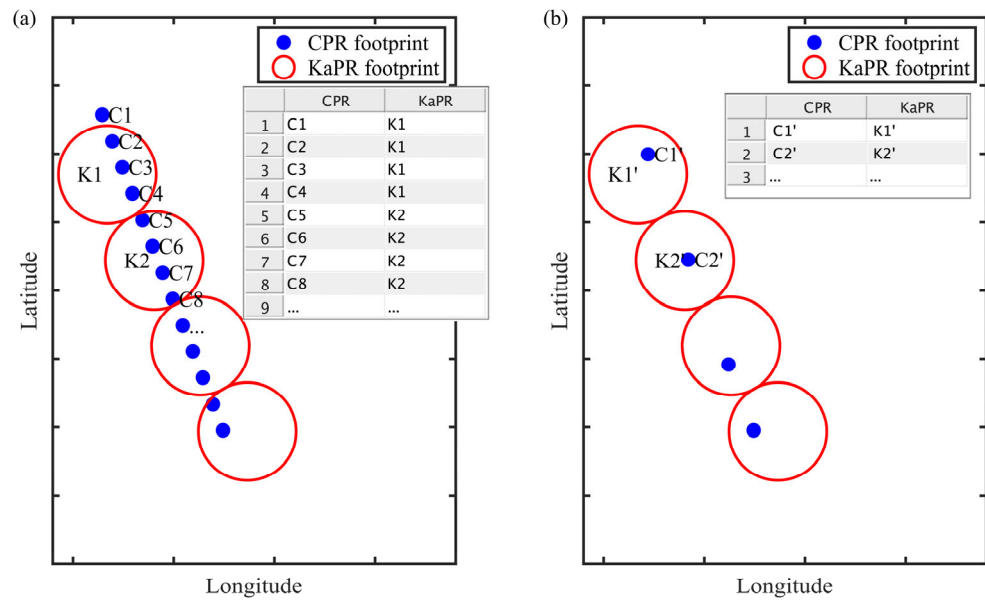 (a)
CPR footprint
KaPR footprint
CPR KaPR
1 C1 K1
2 C2 K1
3 C3 K1
4 C4 K1
5 C5 K2
6 C6 K2
7 C7 K2
8 C8 K2
9 ... ...
C1
C2
K1 C3
C4
C5
C6
K2 C7
C8
...
Latitude
Longitude
(b)
CPR footprint
KaPR footprint
CPR KaPR
1 C1' K1'
2 C2' K2'
3 ... ...
C1'
K1'
K2' C2'
Latitude
Longitude